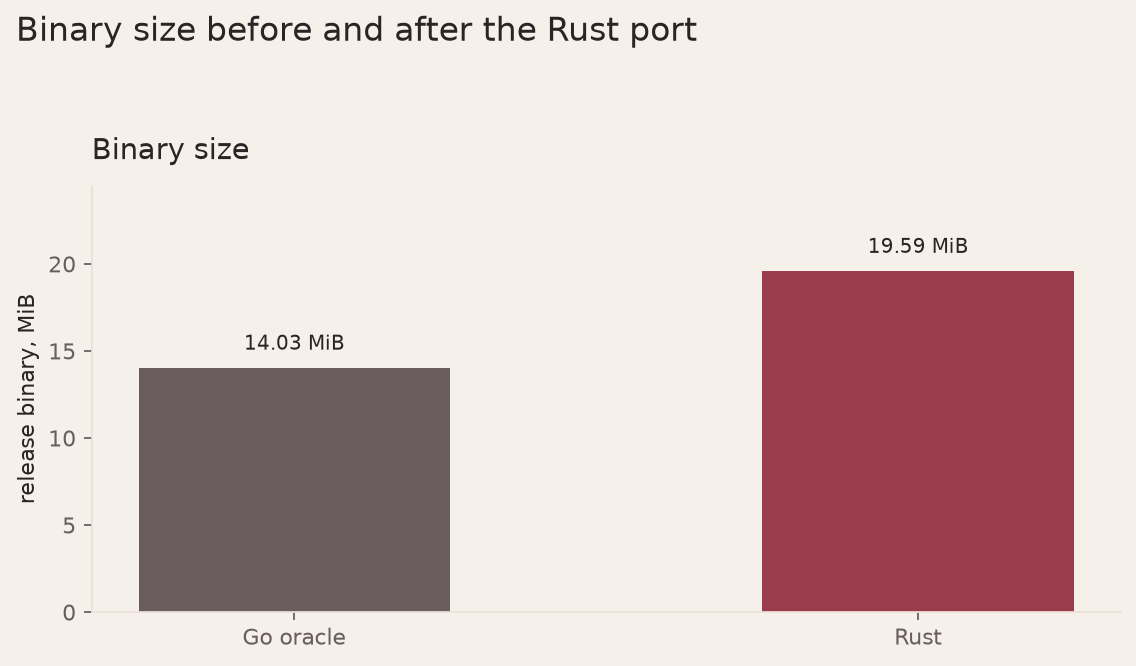 Binary size before and after the Rust port
Binary size
release binary, MiB
20
15
10
5
0
14.03 MiB
19.59 MiB
Go oracle
Rust